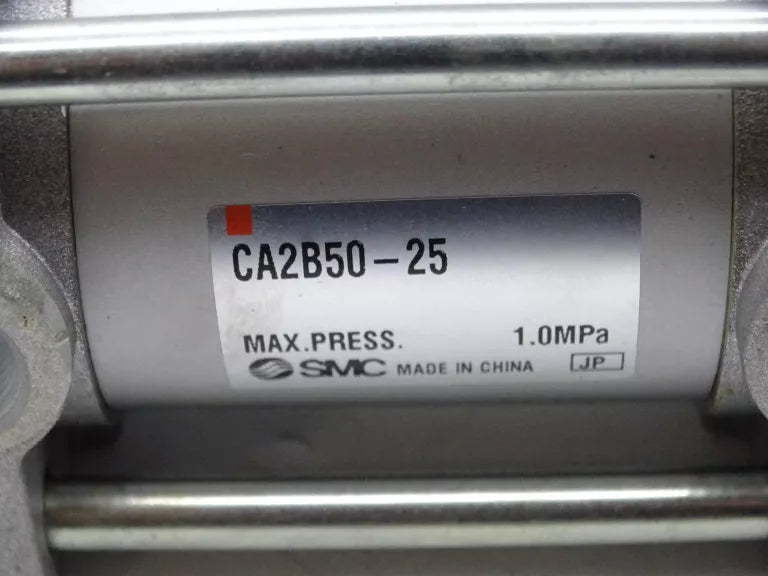 CA2B50-25
MAX.PRESS. 1.0MPa
SMC MADE IN CHINA JP